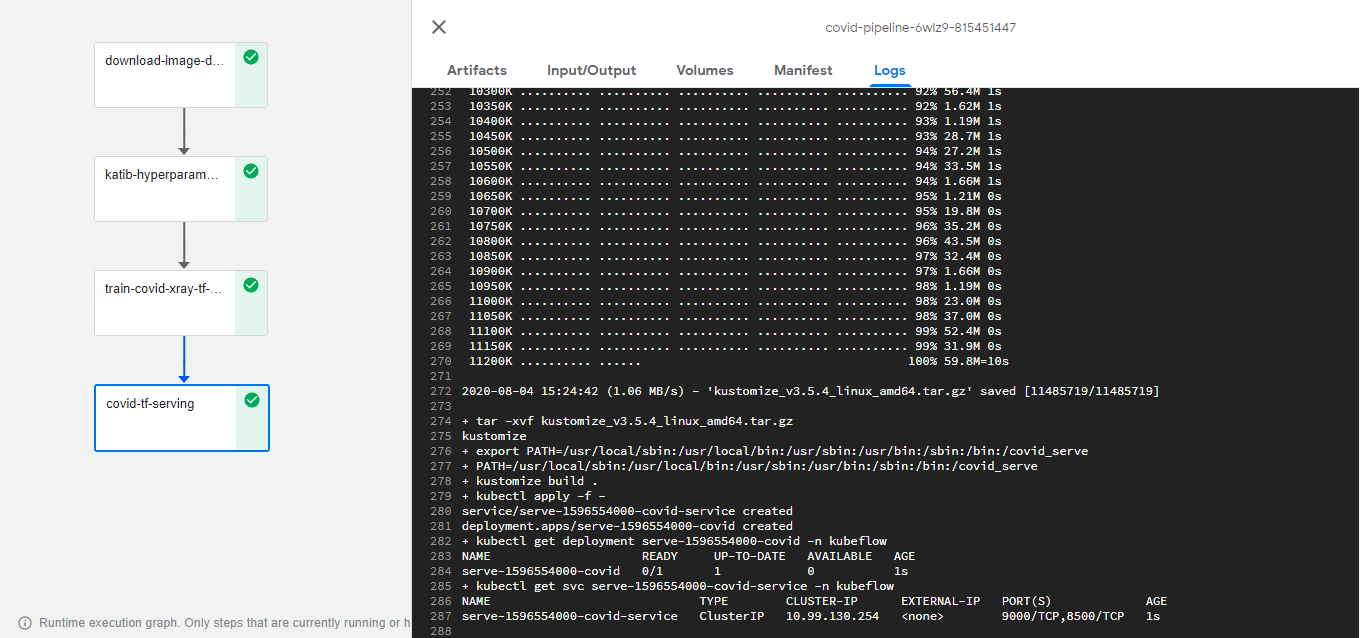 download-image-d...
katib-hyperparam...
train-covid-xray-tf-...
covid-tf-serving
Runtime execution graph. Only steps that are currently running or h
covid-pipeline-6wlz9-815451447
Artifacts Input/Output Volumes Manifest Logs
252 10300K .......... .......... .......... .......... .......... 92% 56.4M 1s
253 10350K .......... .......... .......... .......... .......... 92% 1.62M 1s
254 10400K .......... .......... .......... .......... .......... 93% 1.19M 1s
255 10450K .......... .......... .......... .......... .......... 93% 28.7M 1s
256 10500K .......... .......... .......... .......... .......... 94% 27.2M 1s
257 10550K .......... .......... .......... .......... .......... 94% 33.5M 1s
258 10600K .......... .......... .......... .......... .......... 94% 1.66M 1s
259 10650K .......... .......... .......... .......... .......... 95% 1.21M 0s
260 10700K .......... .......... .......... .......... .......... 95% 19.8M 0s
261 10750K .......... .......... .......... .......... .......... 96% 35.2M 0s
262 10800K .......... .......... .......... .......... .......... 96% 43.5M 0s
263 10850K .......... .......... .......... .......... .......... 97% 32.4M 0s
264 10900K .......... .......... .......... .......... .......... 97% 1.66M 0s
265 10950K .......... .......... .......... .......... .......... 98% 1.19M 0s
266 11000K .......... .......... .......... .......... .......... 98% 23.0M 0s
267 11050K .......... .......... .......... .......... .......... 98% 37.0M 0s
268 11100K .......... .......... .......... .......... .......... 99% 52.4M 0s
269 11150K .......... .......... .......... .......... .......... 99% 31.9M 0s
270 11200K .......... ...... 100% 59.8M=10s
271
272 2020-08-04 15:24:42 (1.06 MB/s) - 'kustomize_v3.5.4_linux_amd64.tar.gz' saved [11485719/11485719]
273
274 + tar -xvf kustomize_v3.5.4_linux_amd64.tar.gz
275 kustomize
276 + export PATH=/usr/local/sbin:/usr/local/bin:/usr/sbin:/usr/bin:/sbin:/bin:/covid_serve
277 + PATH=/usr/local/sbin:/usr/local/bin:/usr/sbin:/usr/bin:/sbin:/bin:/covid_serve
278 + kustomize build .
279 + kubectl apply -f -
280 service/serve-1596554000-covid-service created
281 deployment.apps/serve-1596554000-covid created
282 + kubectl get deployment serve-1596554000-covid -n kubeflow
283 NAME READY UP-TO-DATE AVAILABLE AGE
284 serve-1596554000-covid 0/1 1 0 1s
285 + kubectl get svc serve-1596554000-covid-service -n kubeflow
286 NAME TYPE CLUSTER-IP EXTERNAL-IP PORT(S) AGE
287 serve-1596554000-covid-service ClusterIP 10.99.130.254 <none> 9000/TCP,8500/TCP 1s
288